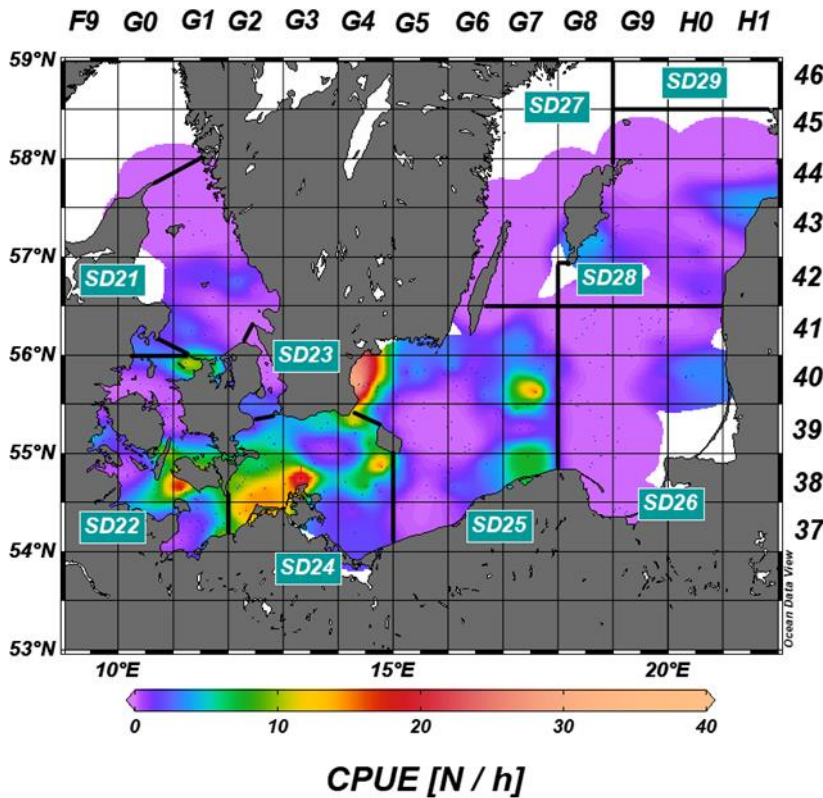 F9 G0 G1 G2 G3 G4 G5 G6 G7 G8 G9 H0 H1
59°N
46
SD29
SD27
45
58°N
44
43
57°N
SD21
SD28
42
41
56°N
SD23
40
39
55°N
38
SD22
SD25
SD26
37
54°N
SD24
Ocean Data View
53°N
10°E 15°E 20°E
0 10 20 30 40
CPUE [N / h]